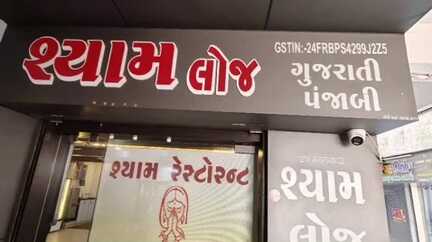 શ્યામ લોજ
GSTIN:-24FRBPS4299J2Z5
ગુજરાતી
પંજાબી
શ્યામ રેસ્ટોરન્ટ
શ્યામ
લોજ